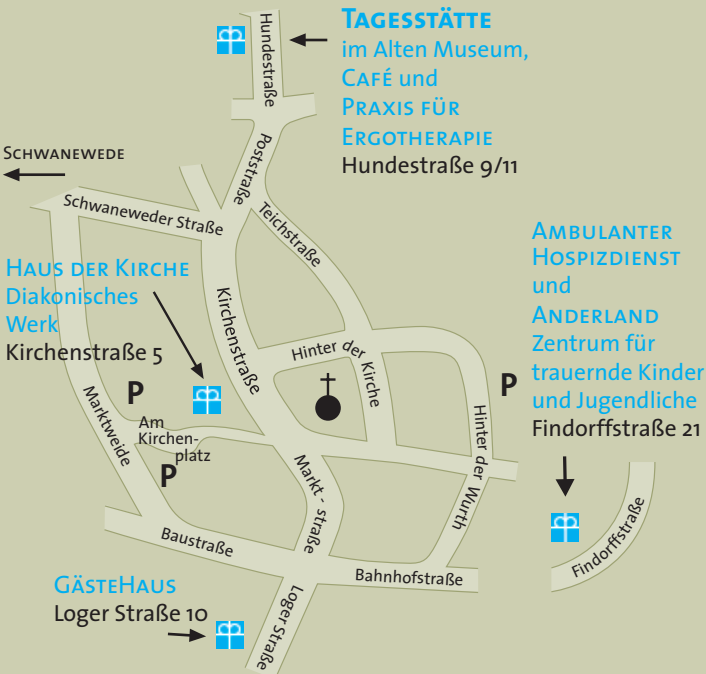 TAGESSTÄTTE
im Alten Museum,
CAFÉ und
PRAXIS FÜR
ERGOTHERAPIE
Hundestraße 9/11
Hundestraße
SCHWANEWEDE
Poststraße
Schwaneweder Straße
Teichstraße
AMBULANTER
HOSPIZDIENST
und
ANDERLAND
Zentrum für
trauernde Kinder
und Jugendliche
Findorffstraße 21
HAUS DER KIRCHE
Diakonisches
Werk
Kirchenstraße 5
Kirchenstraße
Hinter der
Kirche
P
P
Marktweide
Am
Kirchen-
platz
P
Hinter der Wurth
Markt-
straße
Findorffstraße
Baustraße
Bahnhofstraße
GÄSTEHAUS
Loger Straße 10
Loger Straße